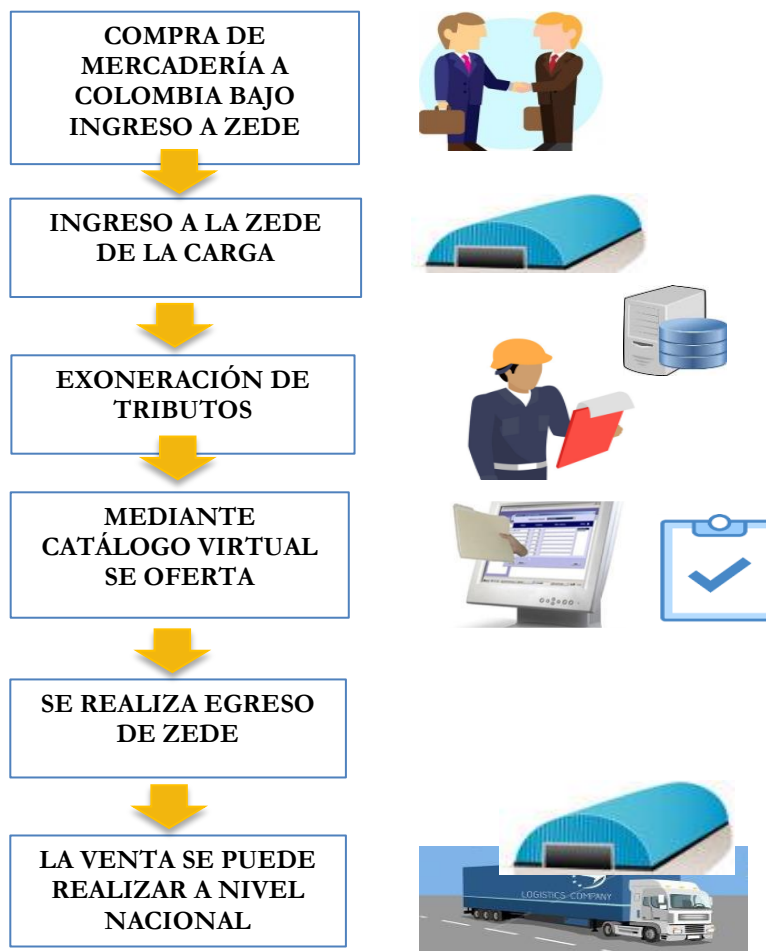 COMPRA DE
MERCADERÍA A
COLOMBIA BAJO
INGRESO A ZEDE
INGRESO A LA ZEDE
DE LA CARGA
EXONERACIÓN DE
TRIBUTOS
MEDIANTE
CATÁLOGO VIRTUAL
SE OFERTA
SE REALIZA EGRESO
DE ZEDE
LA VENTA SE PUEDE
REALIZAR A NIVEL
NACIONAL
LOGISTICS COMPANY